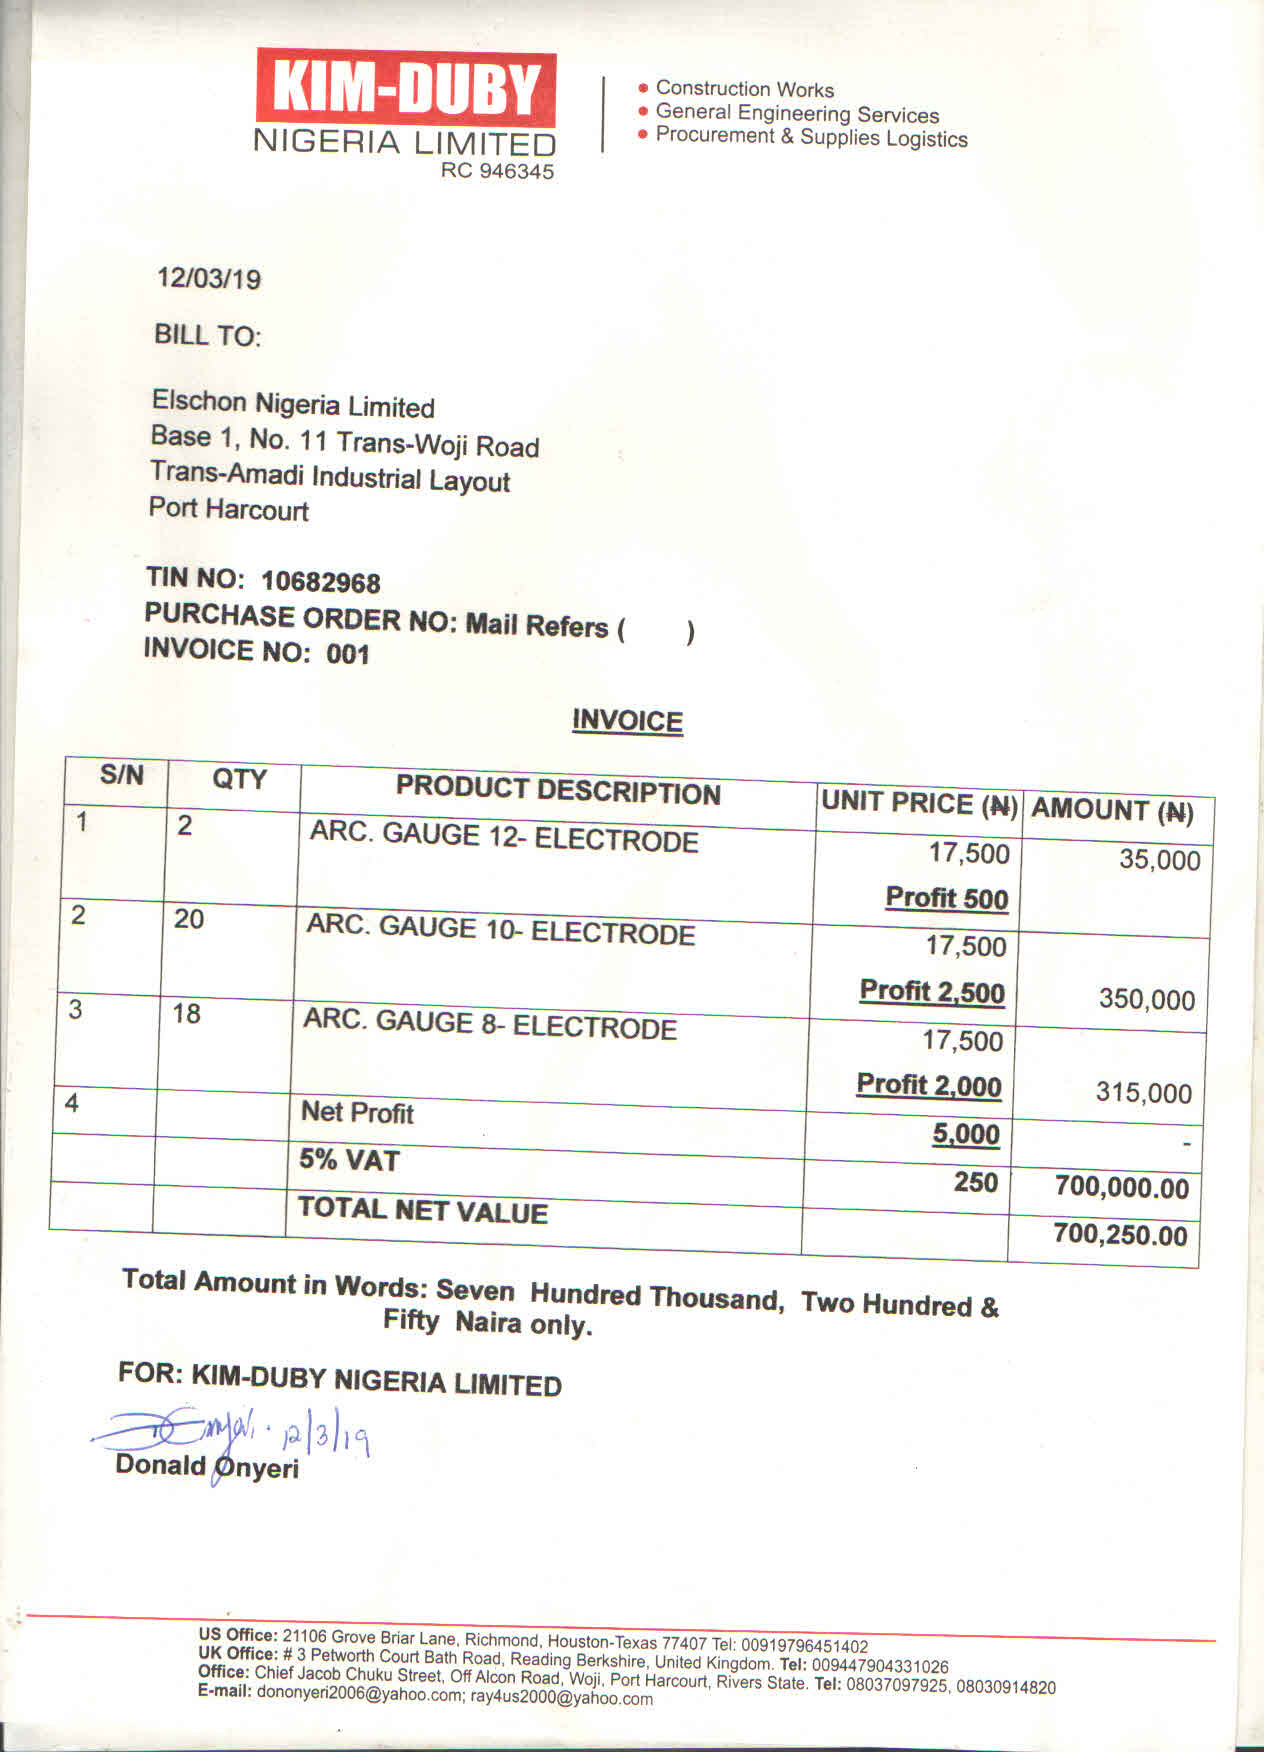 KIM-DUBY
NIGERIA LIMITED
RC 946345
• Construction Works
• General Engineering Services
• Procurement & Supplies Logistics
12/03/19
BILL TO:
Elschon Nigeria Limited
Base 1, No. 11 Trans-Woji Road
Trans-Amadi Industrial Layout
Port Harcourt
TIN NO: 10682968
PURCHASE ORDER NO: Mail Refers ( )
INVOICE NO: 001
INVOICE
S/N QTY PRODUCT DESCRIPTION UNIT PRICE (₦) AMOUNT (₦)
1 2 ARC. GAUGE 12- ELECTRODE 17,500 35,000
Profit 500
2 20 ARC. GAUGE 10- ELECTRODE 17,500
Profit 2,500 350,000
3 18 ARC. GAUGE 8- ELECTRODE 17,500
Profit 2,000 315,000
4 Net Profit 5,000 -
5% VAT 250 700,000.00
TOTAL NET VALUE 700,250.00
Total Amount in Words: Seven Hundred Thousand, Two Hundred &
Fifty Naira only.
FOR: KIM-DUBY NIGERIA LIMITED
12/3/19
Donald Onyeri
US Office: 21106 Grove Briar Lane, Richmond, Houston-Texas 77407 Tel: 00919796451402
UK Office: # 3 Petworth Court Bath Road, Reading Berkshire, United Kingdom. Tel: 009447904331026
Office: Chief Jacob Chuku Street, Off Alcon Road, Woji, Port Harcourt, Rivers State. Tel: 08037097925, 08030914820
E-mail: dononyeri2006@yahoo.com; ray4us2000@yahoo.com